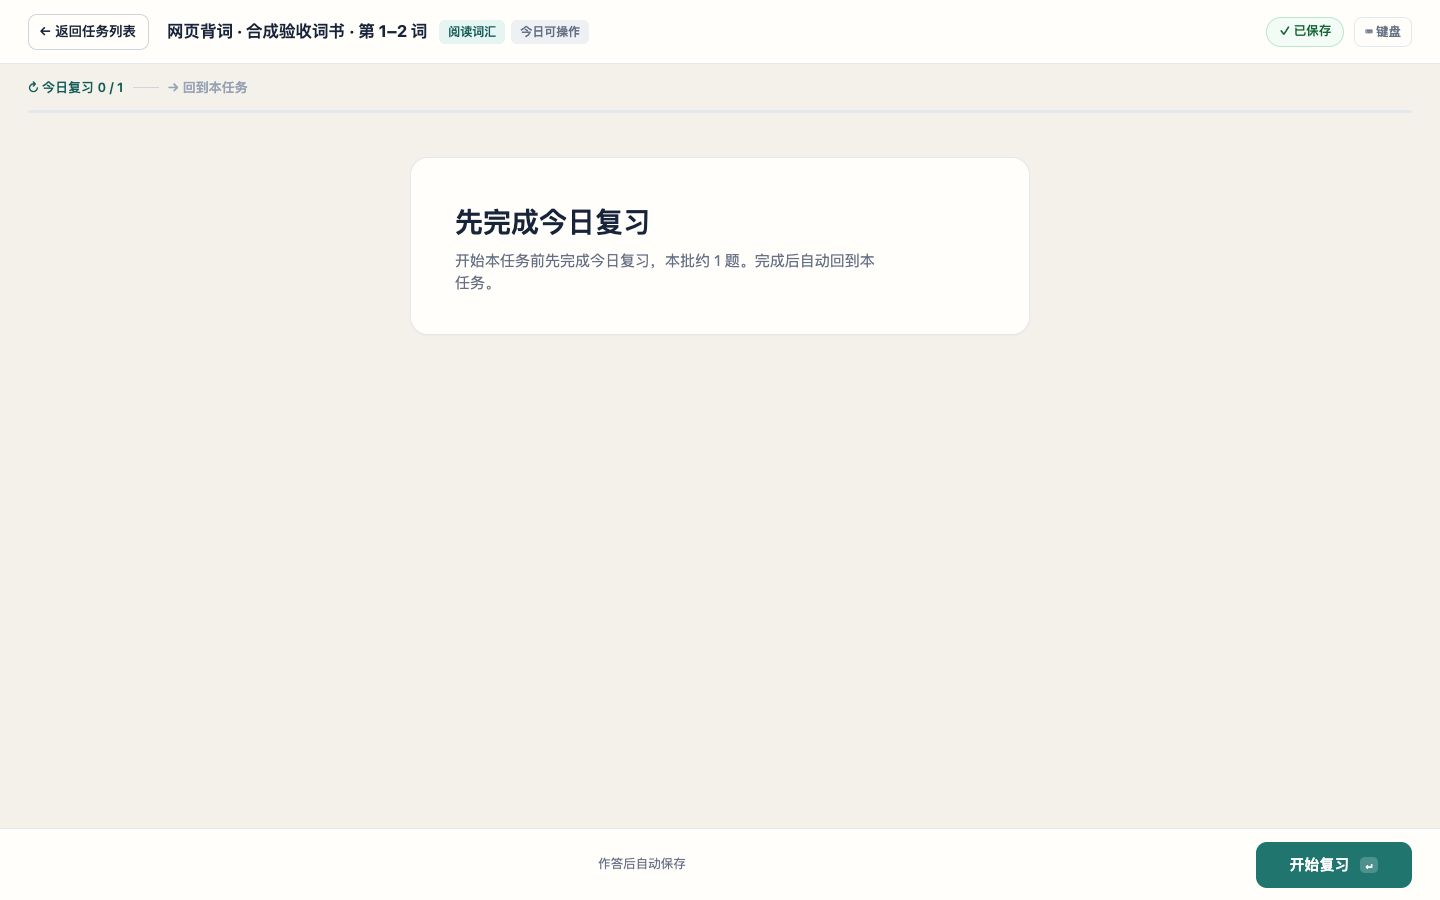 ← 返回任务列表
网页背词 · 合成验收词书 · 第 1–2 词
阅读词汇
今日可操作
✓ 已保存
⌨ 键盘
↻ 今日复习 0 / 1
→ 回到本任务
先完成今日复习
开始本任务前先完成今日复习，本批约 1 题。完成后自动回到本
任务。
作答后自动保存
开始复习 ↵